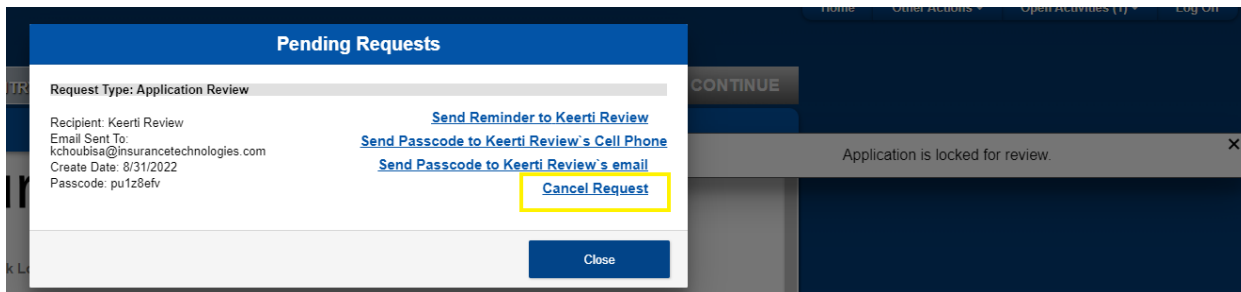 Home Other Actions Open Activities (1) Log On
Pending Requests
CONTINUE
Request Type: Application Review
Recipient: Keerti Review
Email Sent To:
kchoubisa@insurancetechnologies.com
Create Date: 8/31/2022
Passcode: pu1z8efv
Send Reminder to Keerti Review
Send Passcode to Keerti Review`s Cell Phone
Send Passcode to Keerti Review`s email
Cancel Request
Application is locked for review.
Close